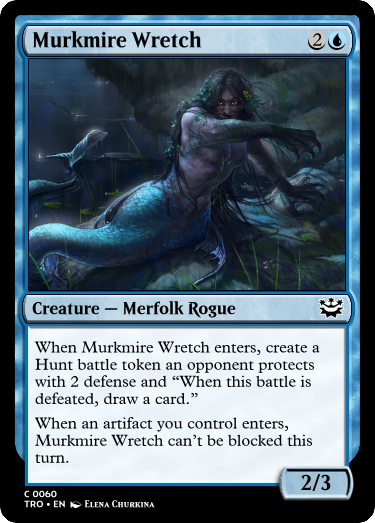 Murkmire Wretch 2
Creature — Merfolk Rogue
When Murkmire Wretch enters, create a
Hunt battle token an opponent protects
with 2 defense and “When this battle is
defeated, draw a card.”
When an artifact you control enters,
Murkmire Wretch can’t be blocked this
turn.
2/3
C 0060
TRO • EN Elena Churkina